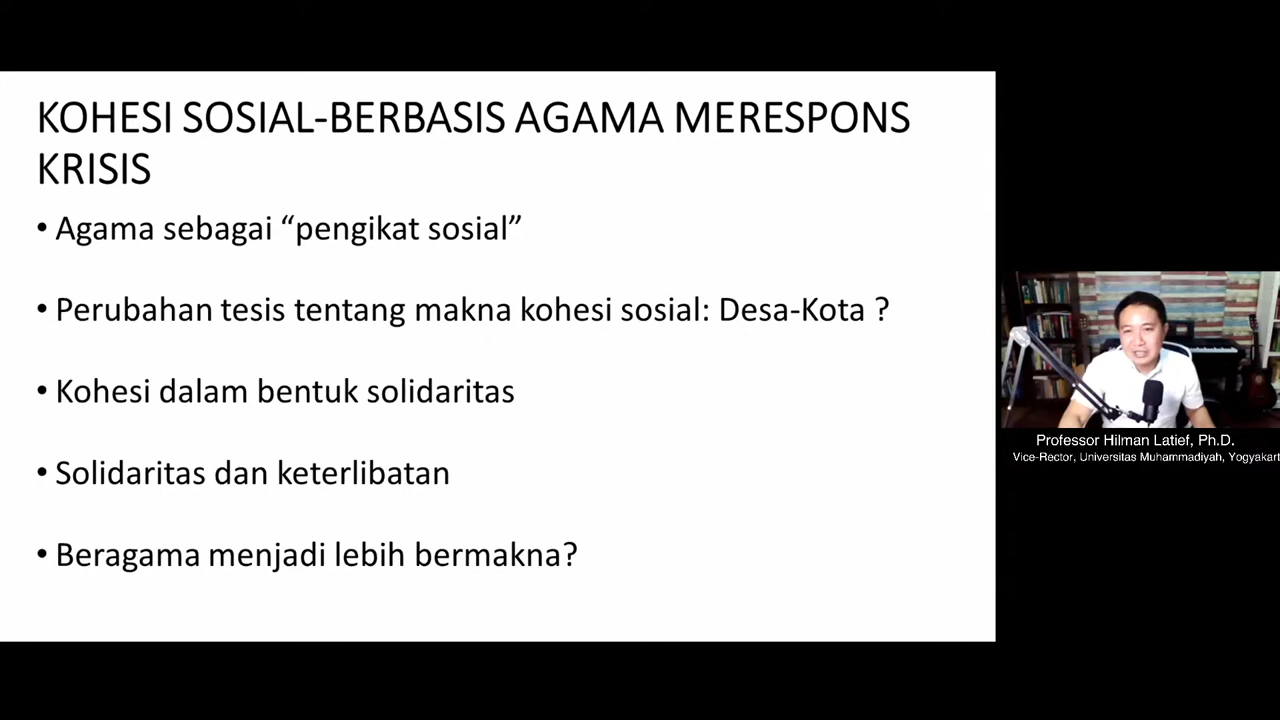 KOHESI SOSIAL-BERBASIS AGAMA MERESPONS
KRISIS
• Agama sebagai “pengikat sosial”
• Perubahan tesis tentang makna kohesi sosial: Desa-Kota ?
• Kohesi dalam bentuk solidaritas
• Solidaritas dan keterlibatan
• Beragama menjadi lebih bermakna?
Professor Hilman Latief, Ph.D.
Vice-Rector, Universitas Muhammadiyah, Yogyakart